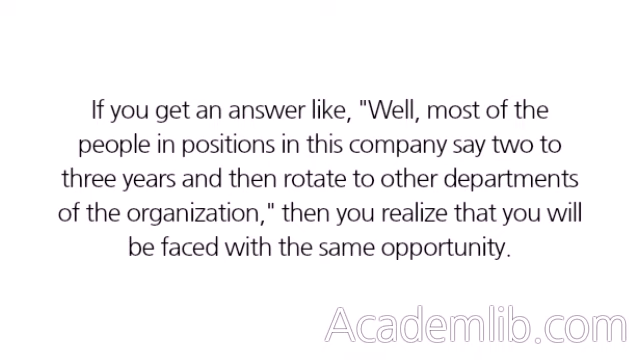 If you get an answer like, "Well, most of the
people in positions in this company say two to
three years and then rotate to other departments
of the organization," then you realize that you will
be faced with the same opportunity.
Academlib.com